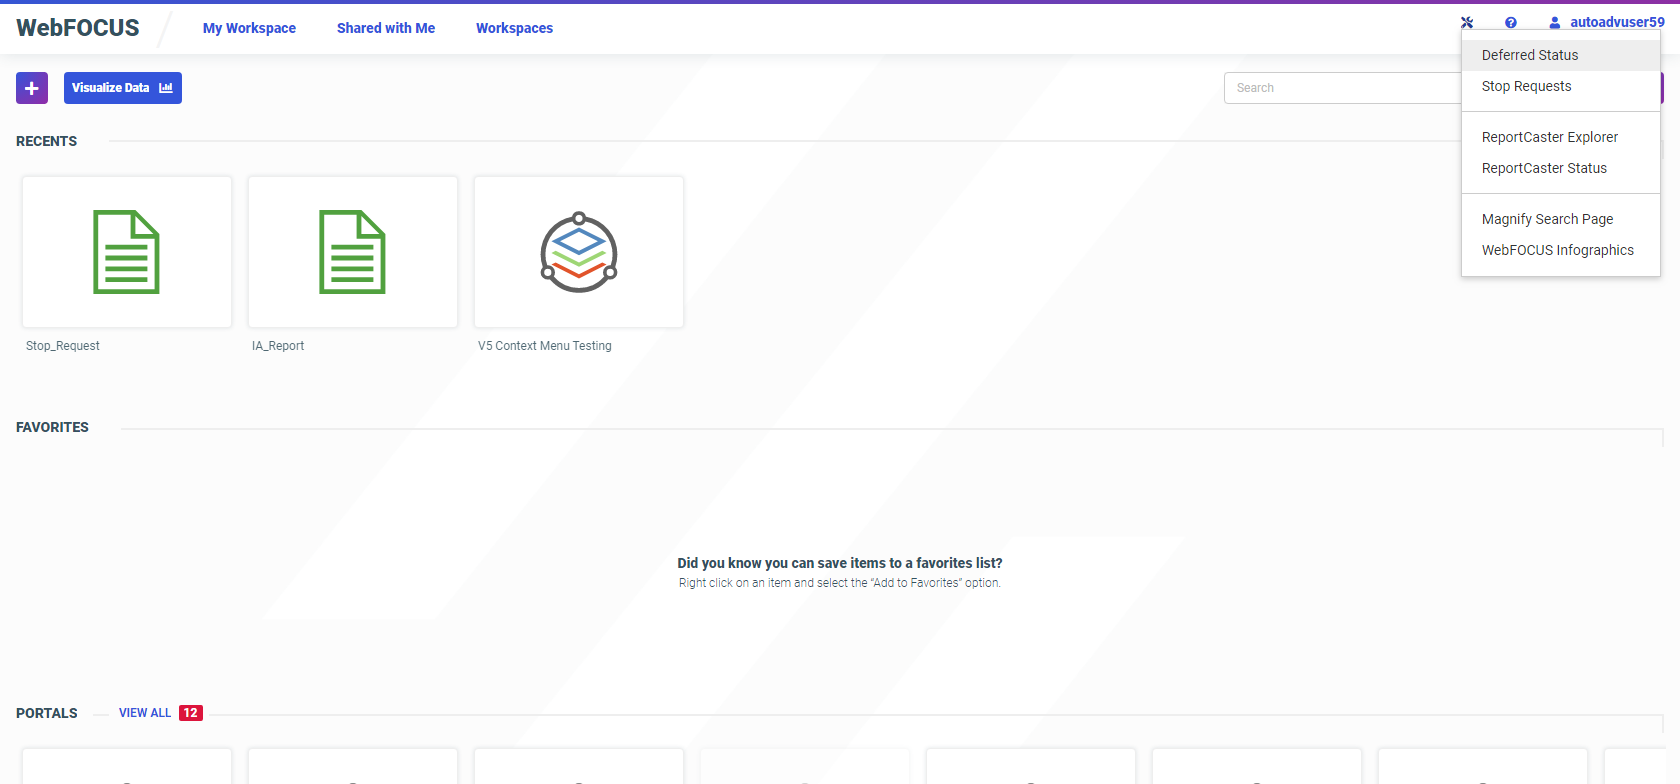 WebFOCUS
My Workspace
Shared with Me
Workspaces
autoadvuser59
Visualize Data
Search
Deferred Status
Stop Requests
ReportCaster Explorer
ReportCaster Status
Magnify Search Page
WebFOCUS Infographics
RECENTS
Stop_Request
IA_Report
V5 Context Menu Testing
FAVORITES
Did you know you can save items to a favorites list?
Right click on an item and select the “Add to Favorites” option.
PORTALS
VIEW ALL 12